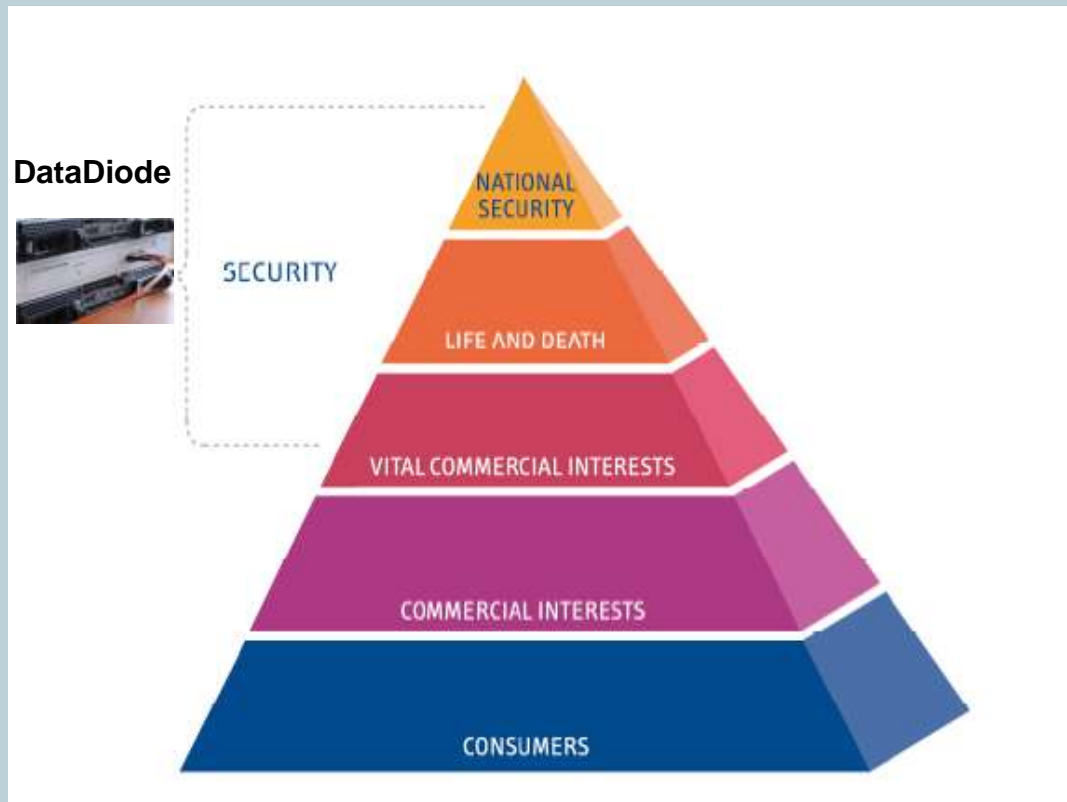 DataDiode
SECURITY
NATIONAL
SECURITY
LIFE AND DEATH
VITAL COMMERCIAL INTERESTS
COMMERCIAL INTERESTS
CONSUMERS